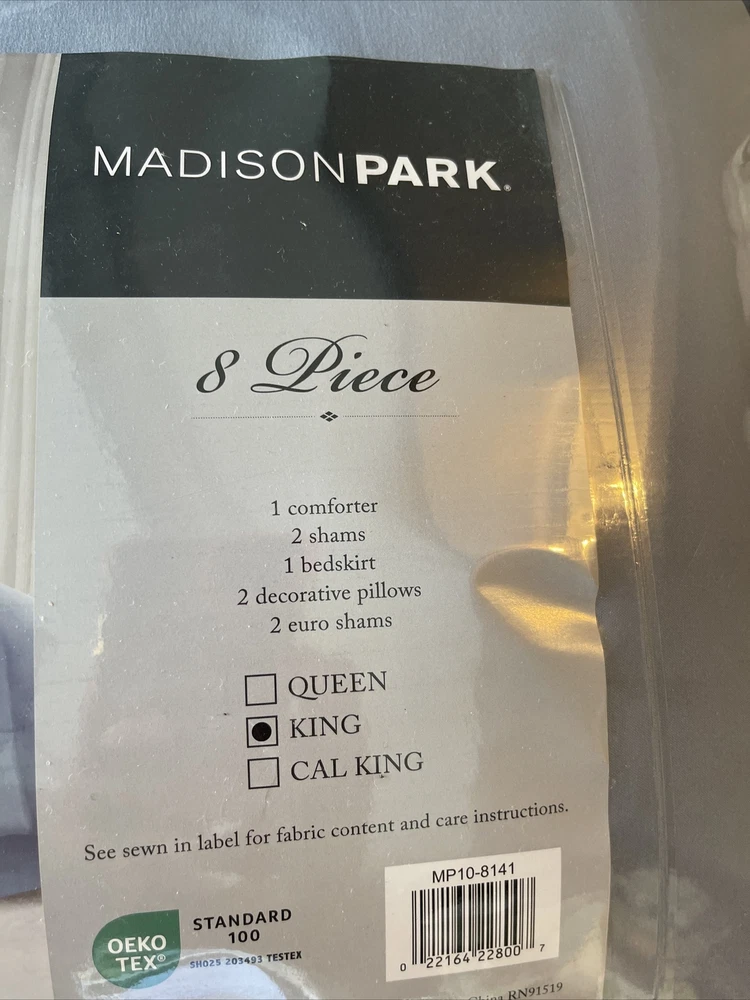 MADISONPARK®
8 Piece
1 comforter
2 shams
1 bedskirt
2 decorative pillows
2 euro shams
QUEEN
KING
CAL KING
See sewn in label for fabric content and care instructions.
OEKO
TEX®
STANDARD
100
SH025 203493 TESTEX
MP10-8141
0 22164 22800 7
China RN91519